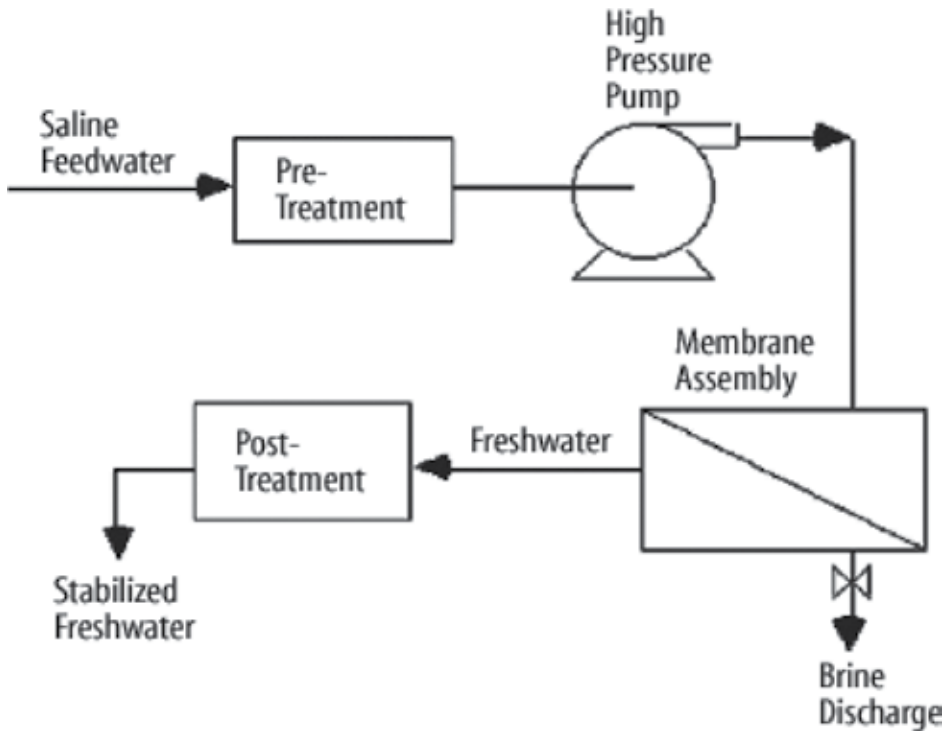 High
Pressure
Pump
Saline
Feedwater
Pre-
Treatment
Membrane
Assembly
Post-
Treatment
Freshwater
Stabilized
Freshwater
Brine
Discharge